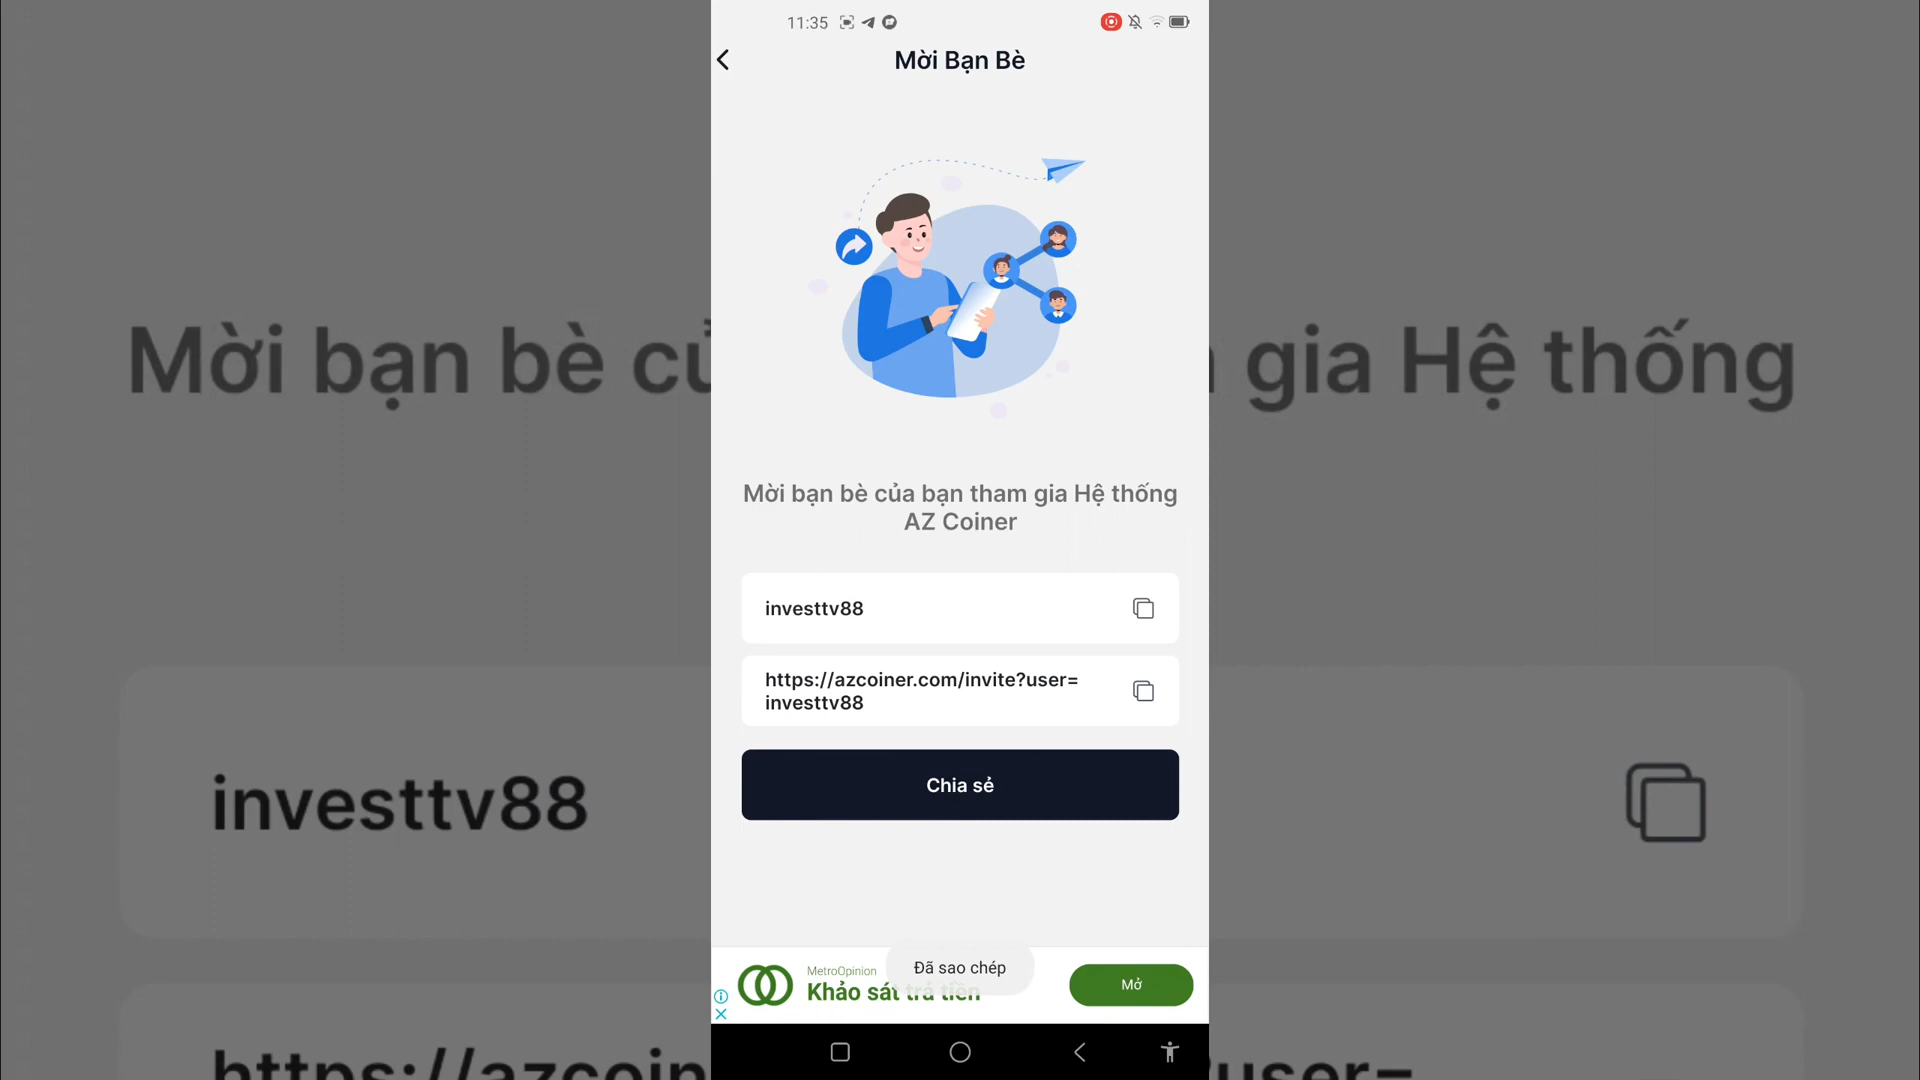 11:35
Mời Bạn Bè
Mời bạn bè của bạn tham gia Hệ thống
AZ Coiner
investtv88
https://azcoiner.com/invite?user=
investtv88
Chia sẻ
Đã sao chép
MetroOpinion
Khảo sát trả tiền
Mở
Mời bạn bè
gia Hệ thống
investtv88